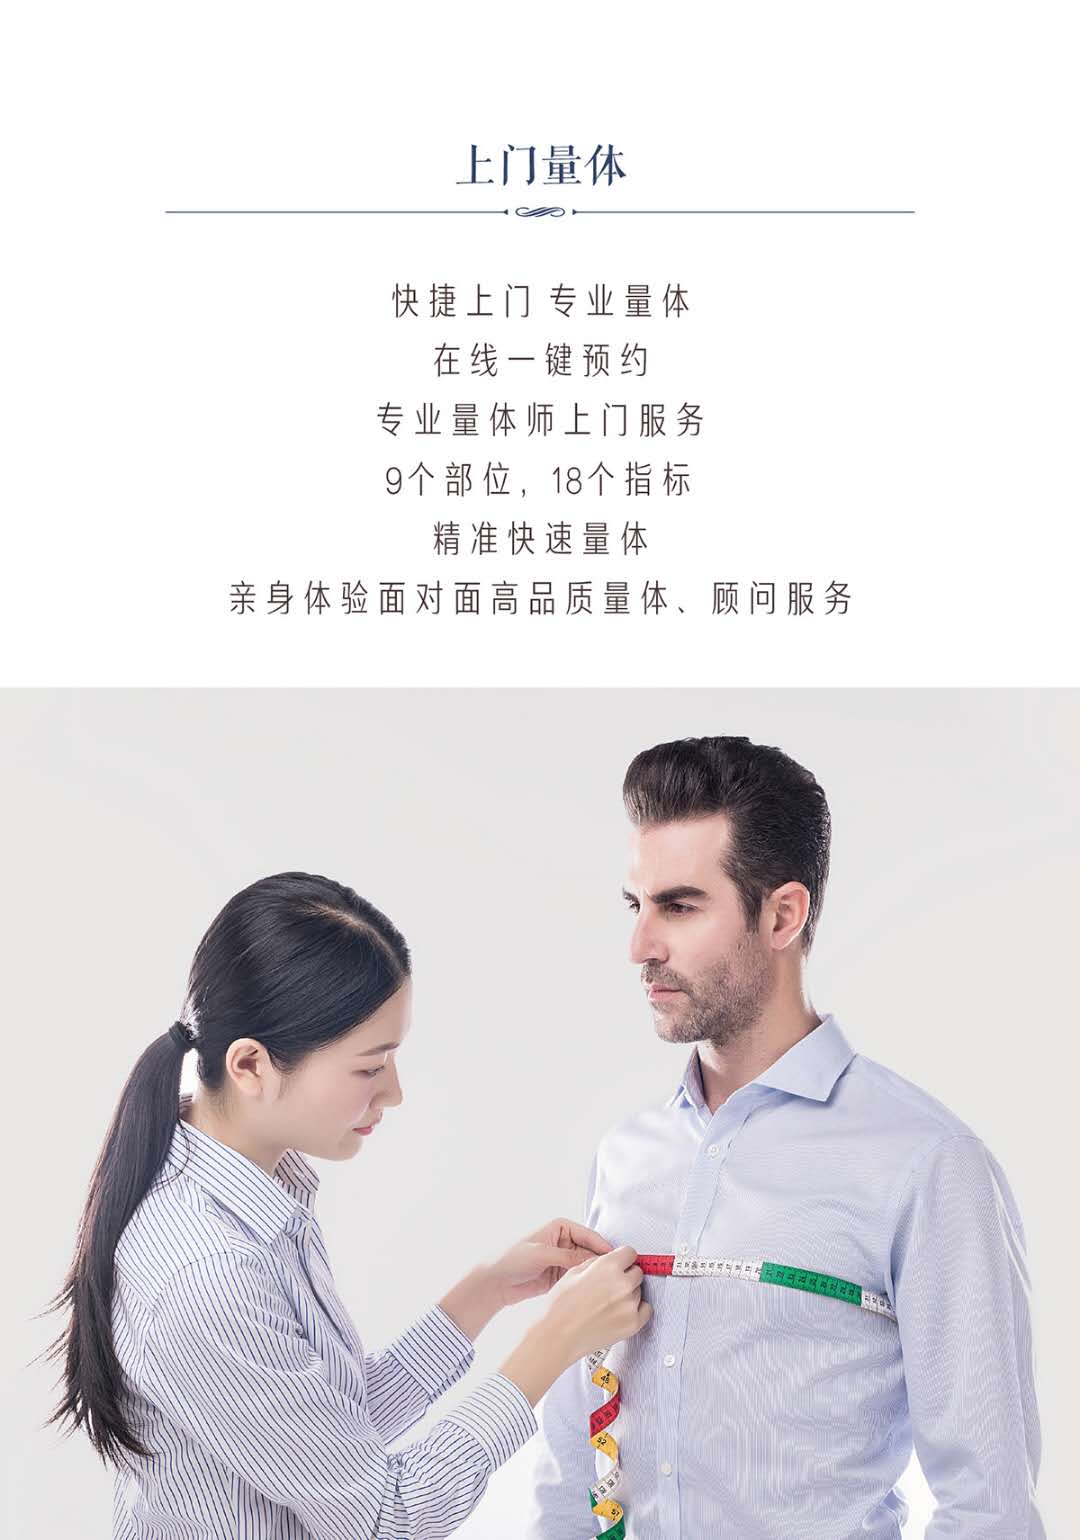 上门量体
快捷上门 专业量体
在线一键预约
专业量体师上门服务
9个部位, 18个指标
精准快速量体
亲身体验面对面高品质量体、顾问服务